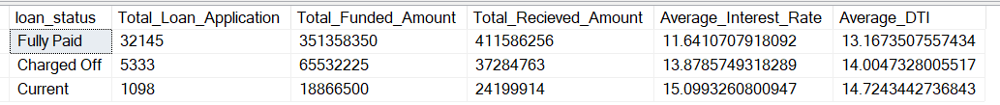 loan_status Total_Loan_Application Total_Funded_Amount Total_Recieved_Amount Average_Interest_Rate Average_DTI
Fully Paid 32145 351358350 411586256 11.6410707918092 13.1673507557434
Charged Off 5333 65532225 37284763 13.8785749318289 14.0047328005517
Current 1098 18866500 24199914 15.0993260800947 14.7243442736843